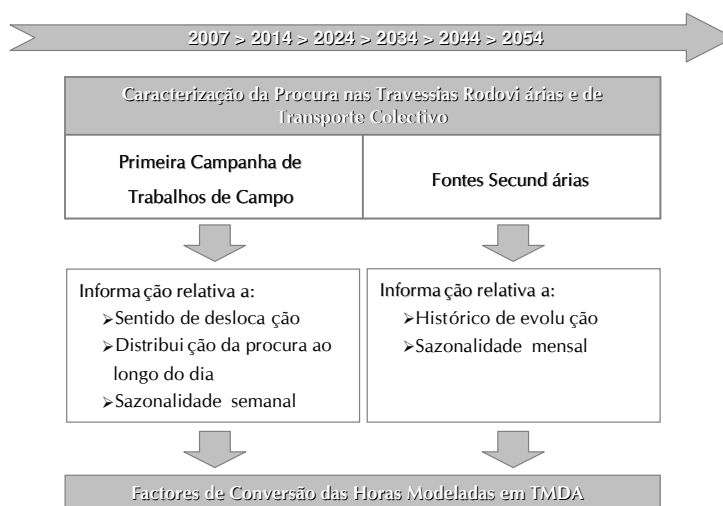 2007 > 2014 > 2024 > 2034 > 2044 > 2054
Caracterização da Procura nas Travessias Rodovi árias e de
Transporte Colectivo
Primeira Campanha de
Trabalhos de Campo
Fontes Secund árias
Informa ção relativa a:
➢Sentido de desloca ção
➢Distribui ção da procura ao
longo do dia
➢Sazonalidade semanal
Informação relativa a:
➢Histórico de evolu ção
➢Sazonalidade mensal
Factores de Conversão das Horas Modeladas em TMDA